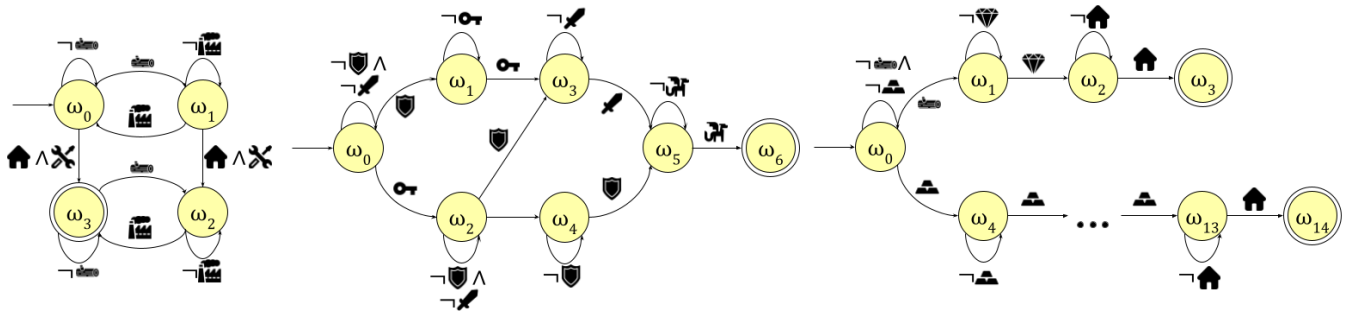 ¬ ¬
ω₀ ω₁
∧ ∧
ω₃ ω₂
¬ ¬
¬ ¬
ω₁ ω₃
¬ ∧
¬
¬
ω₀ ω₅ ω₆
ω₂ ω₄
¬ ∧ ¬
¬
¬ ¬
ω₁ ω₂ ω₃
¬ ∧
¬
ω₀
ω₄ ... ω₁₃ ω₁₄
¬ ¬